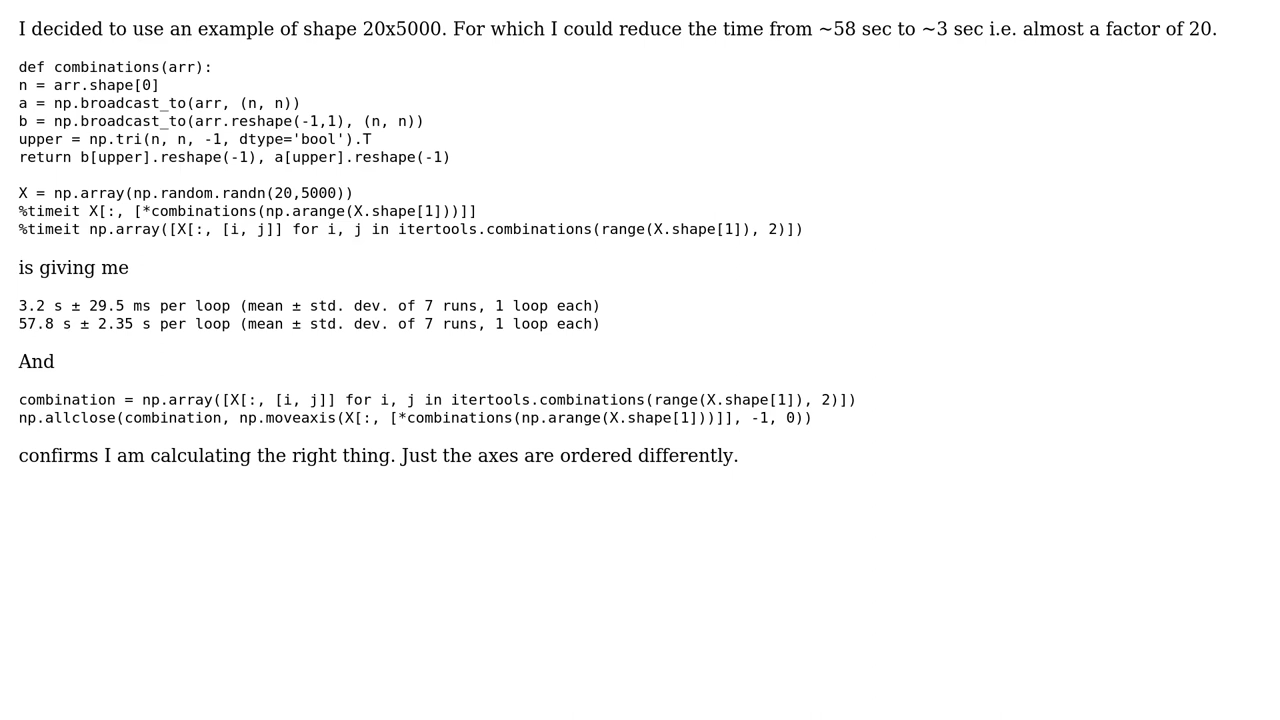 I decided to use an example of shape 20x5000. For which I could reduce the time from ~58 sec to ~3 sec i.e. almost a factor of 20.
def combinations(arr):
n = arr.shape[0]
a = np.broadcast_to(arr, (n, n))
b = np.broadcast_to(arr.reshape(-1,1), (n, n))
upper = np.tri(n, n, -1, dtype='bool').T
return b[upper].reshape(-1), a[upper].reshape(-1)
X = np.array(np.random.randn(20,5000))
%timeit X[:, [*combinations(np.arange(X.shape[1]))]]
%timeit np.array([X[:, [i, j]] for i, j in itertools.combinations(range(X.shape[1]), 2)])
is giving me
3.2 s ± 29.5 ms per loop (mean ± std. dev. of 7 runs, 1 loop each)
57.8 s ± 2.35 s per loop (mean ± std. dev. of 7 runs, 1 loop each)
And
combination = np.array([X[:, [i, j]] for i, j in itertools.combinations(range(X.shape[1]), 2)])
np.allclose(combination, np.moveaxis(X[:, [*combinations(np.arange(X.shape[1]))]], -1, 0))
confirms I am calculating the right thing. Just the axes are ordered differently.